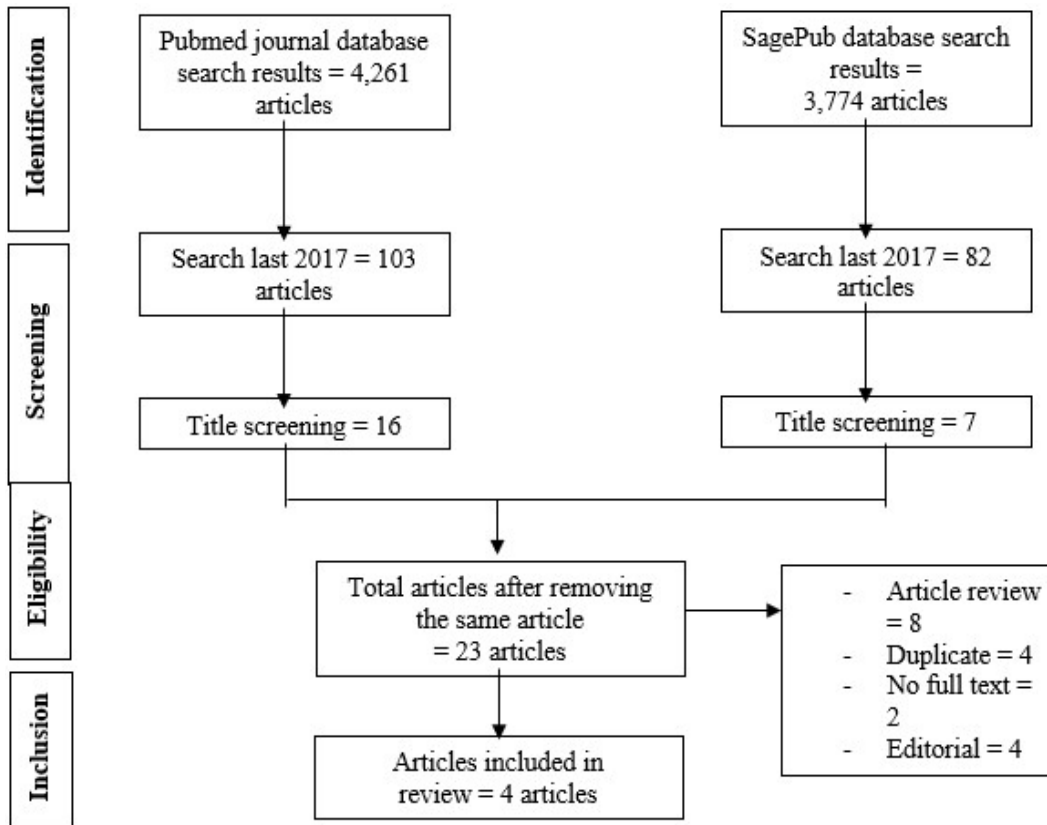 Identification
Pubmed journal database
search results = 4,261
articles
SagePub database search
results =
3,774 articles
Screening
Search last 2017 = 103
articles
Search last 2017 = 82
articles
Title screening = 16
Title screening = 7
Eligibility
Total articles after removing
the same article
= 23 articles
- Article review
= 8
- Duplicate = 4
- No full text =
2
- Editorial = 4
Inclusion
Articles included in
review = 4 articles